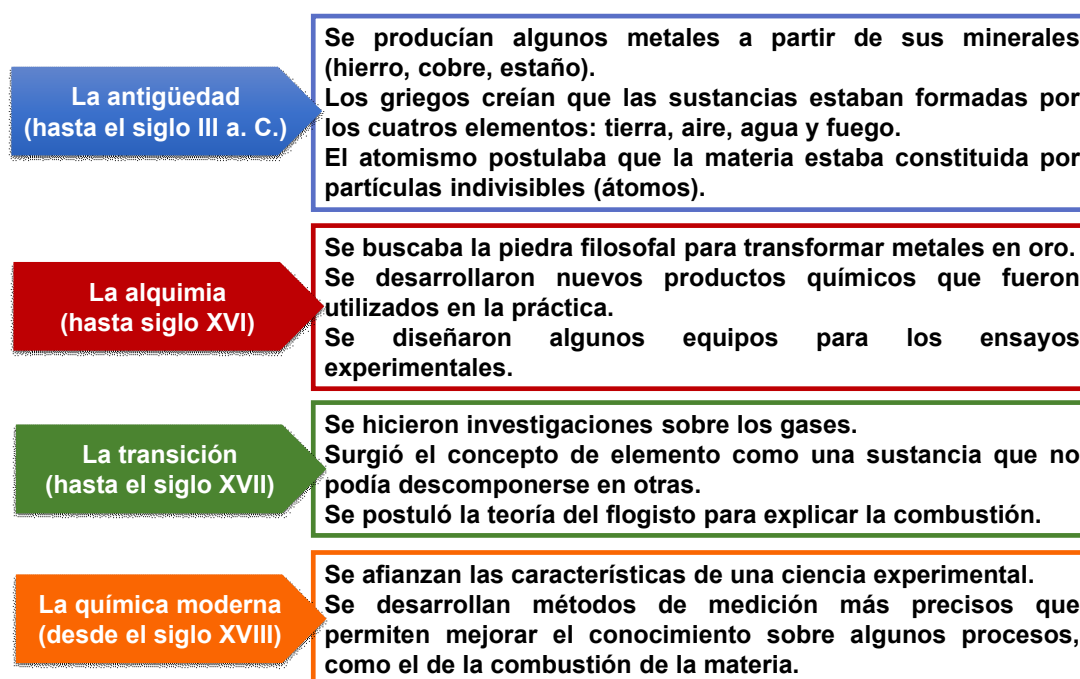 La antigüedad
(hasta el siglo III a. C.)
Se producían algunos metales a partir de sus minerales
(hierro, cobre, estaño).
Los griegos creían que las sustancias estaban formadas por
los cuatros elementos: tierra, aire, agua y fuego.
El atomismo postulaba que la materia estaba constituida por
partículas indivisibles (átomos).
La alquimia
(hasta siglo XVI)
Se buscaba la piedra filosofal para transformar metales en oro.
Se desarrollaron nuevos productos químicos que fueron
utilizados en la práctica.
Se diseñaron algunos equipos para los ensayos
experimentales.
La transición
(hasta el siglo XVII)
Se hicieron investigaciones sobre los gases.
Surgió el concepto de elemento como una sustancia que no
podía descomponerse en otras.
Se postuló la teoría del flogisto para explicar la combustión.
La química moderna
(desde el siglo XVIII)
Se afianzan las características de una ciencia experimental.
Se desarrollan métodos de medición más precisos que
permiten mejorar el conocimiento sobre algunos procesos,
como el de la combustión de la materia.